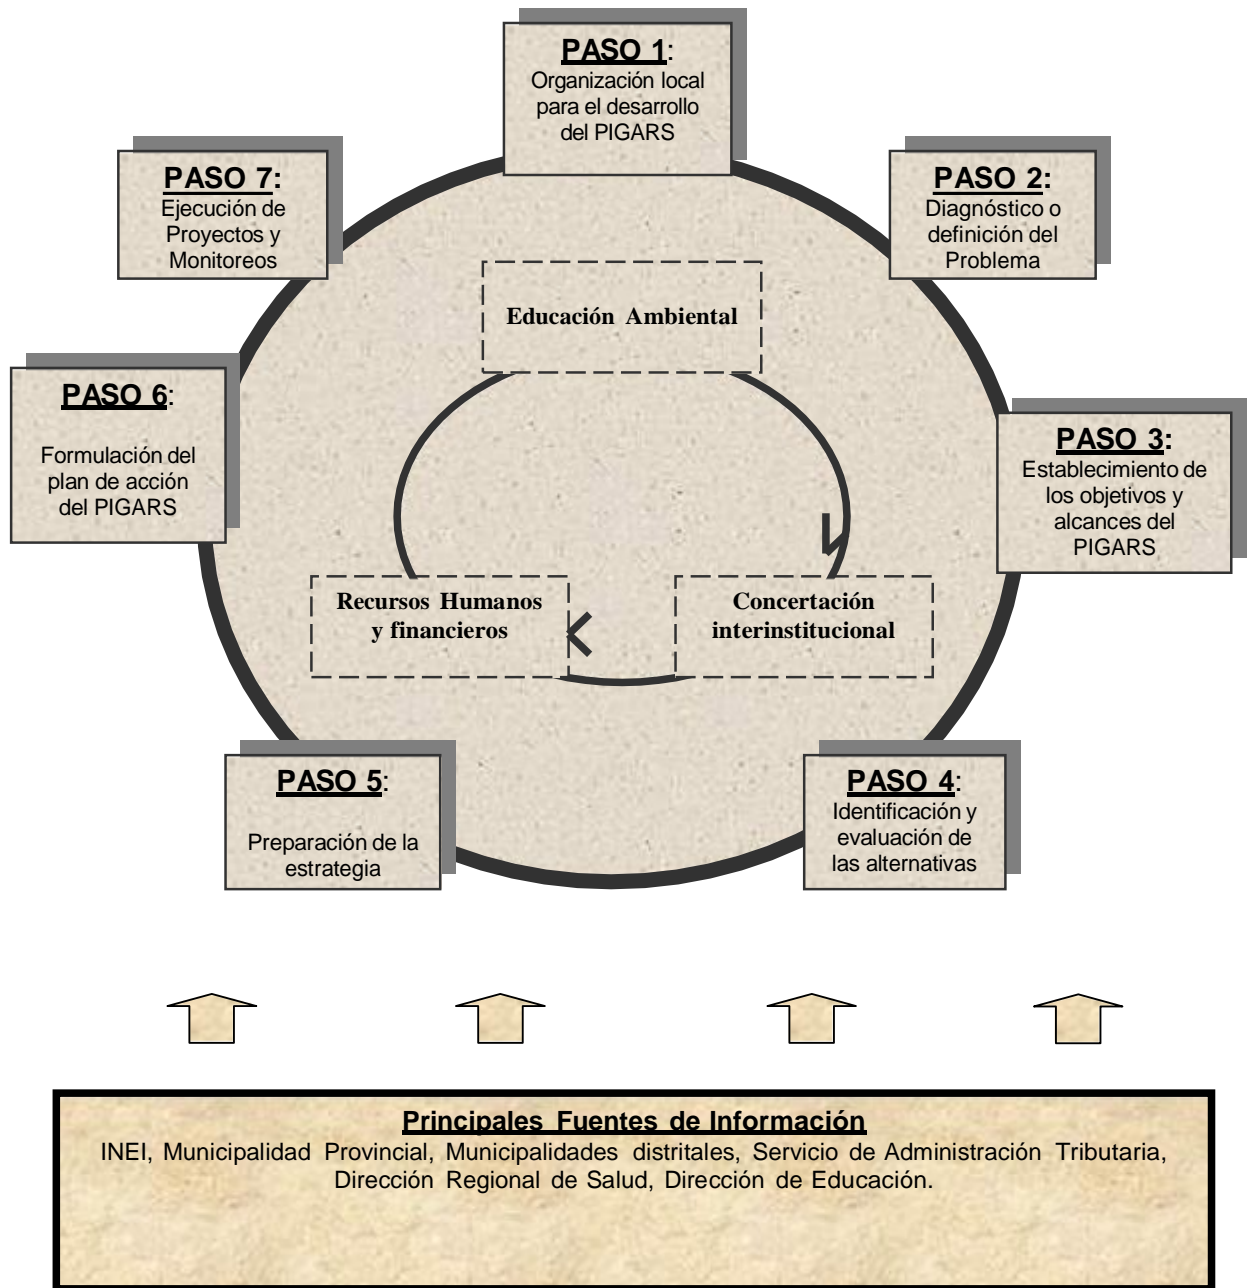 PASO 1:
Organización local
para el desarrollo
del PIGARS
PASO 2:
Diagnóstico o
definición del
Problema
PASO 3:
Establecimiento de
los objetivos y
alcances del
PIGARS
PASO 4:
Identificación y
evaluación de
las alternativas
PASO 5:
Preparación de la
estrategia
PASO 6:
Formulación del
plan de acción
del PIGARS
PASO 7:
Ejecución de
Proyectos y
Monitoreos
Educación Ambiental
Concertación
interinstitucional
Recursos Humanos
y financieros
Principales Fuentes de Información
INEI, Municipalidad Provincial, Municipalidades distritales, Servicio de Administración Tributaria,
Dirección Regional de Salud, Dirección de Educación.